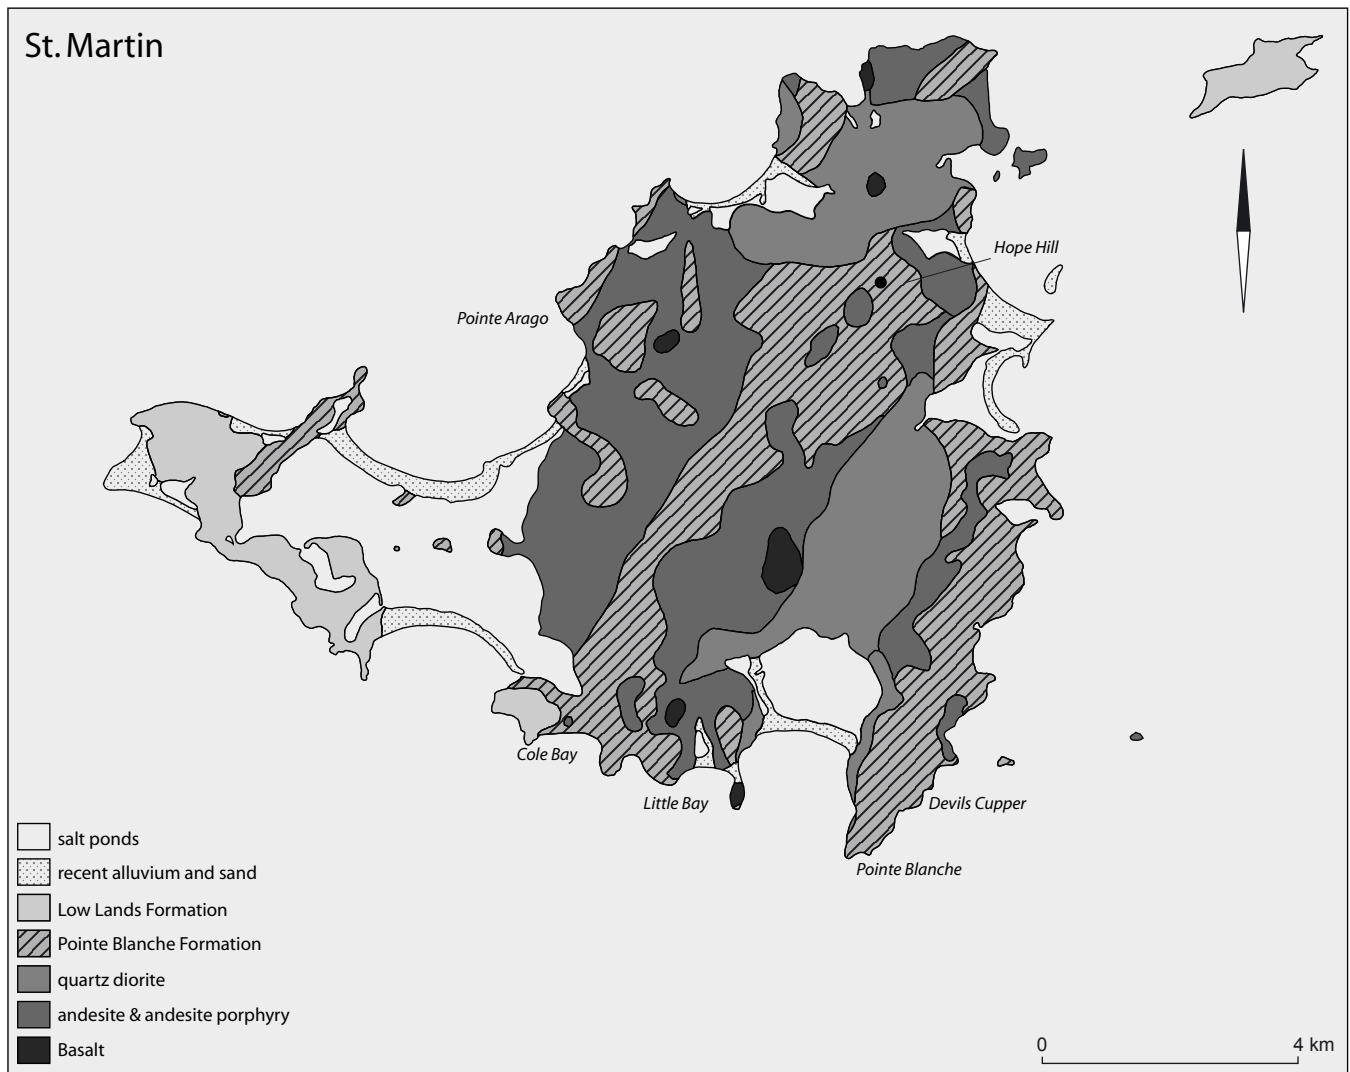 St. Martin
Hope Hill
Pointe Arago
Cole Bay
Little Bay
Devils Cupper
Pointe Blanche
salt ponds
recent alluvium and sand
Low Lands Formation
Pointe Blanche Formation
quartz diorite
andesite & andesite porphyry
Basalt
0 4 km